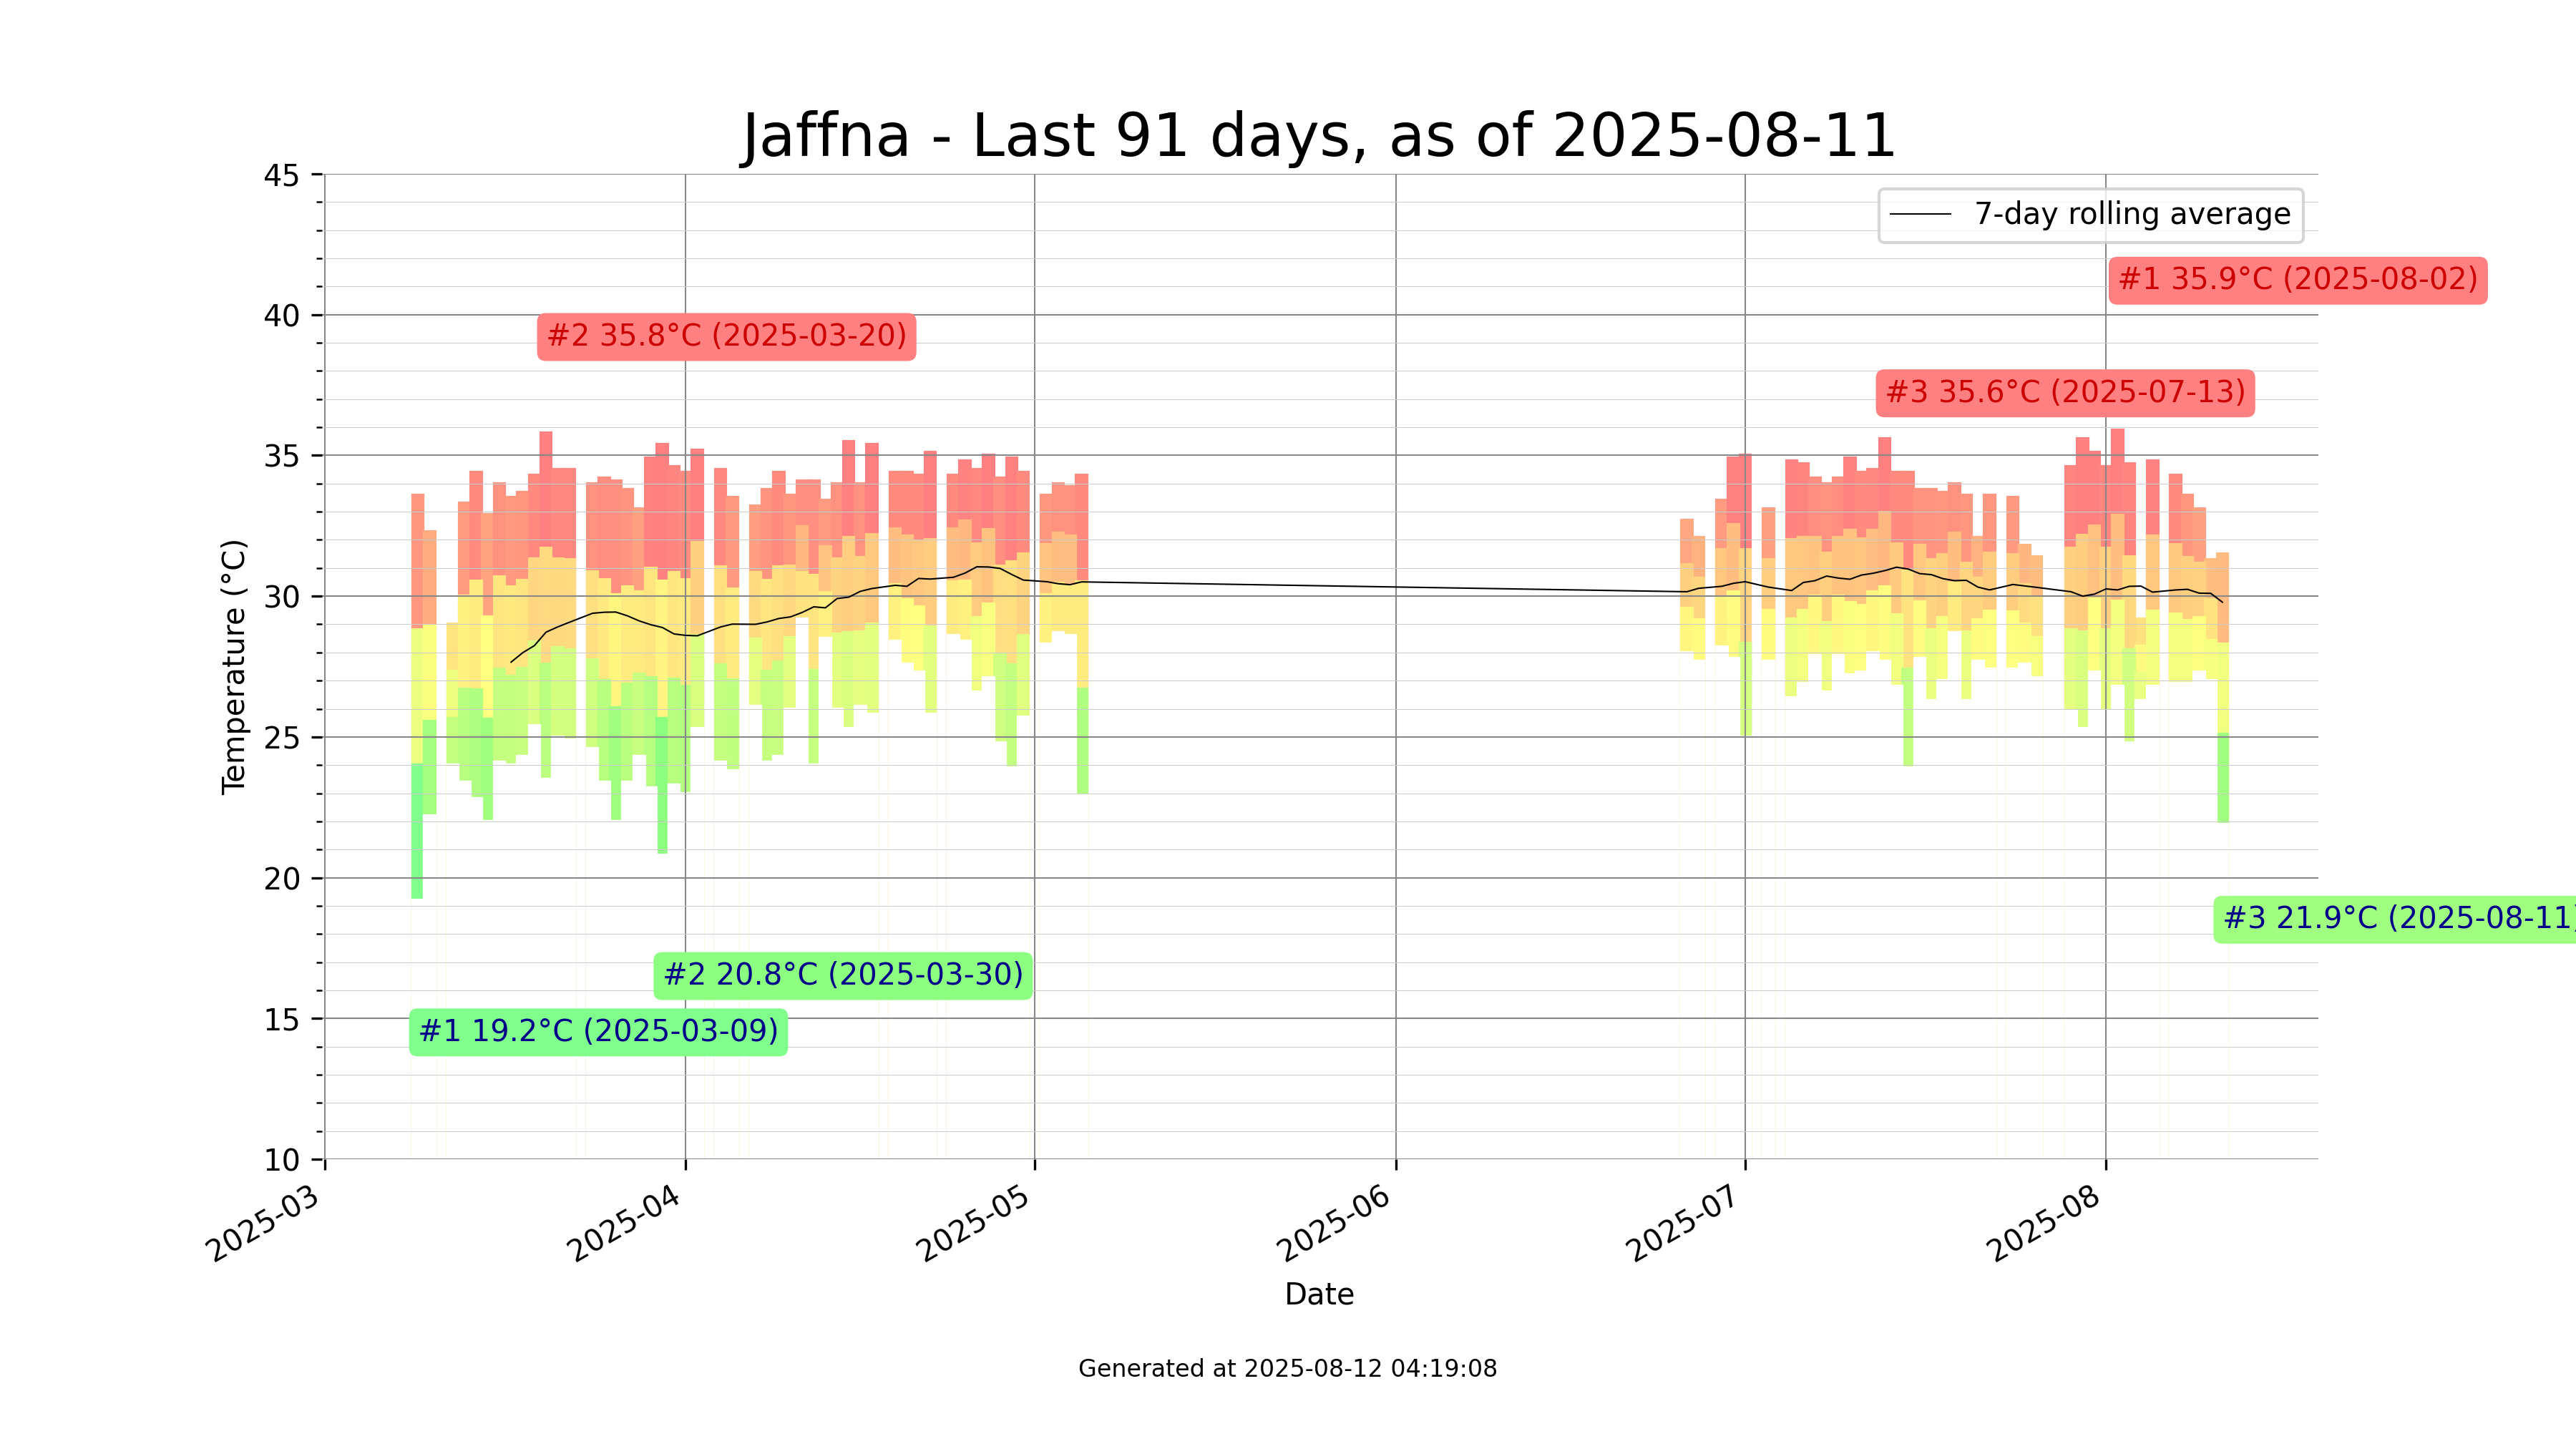 Jaffna - Last 91 days, as of 2025-08-11
45
40
35
30
25
20
15
10
Temperature (°C)
7-day rolling average
#1 35.9°C (2025-08-02)
#2 35.8°C (2025-03-20)
#3 35.6°C (2025-07-13)
#3 21.9°C (2025-08-11)
#2 20.8°C (2025-03-30)
#1 19.2°C (2025-03-09)
2025-03
2025-04
2025-05
2025-06
2025-07
2025-08
Date
Generated at 2025-08-12 04:19:08